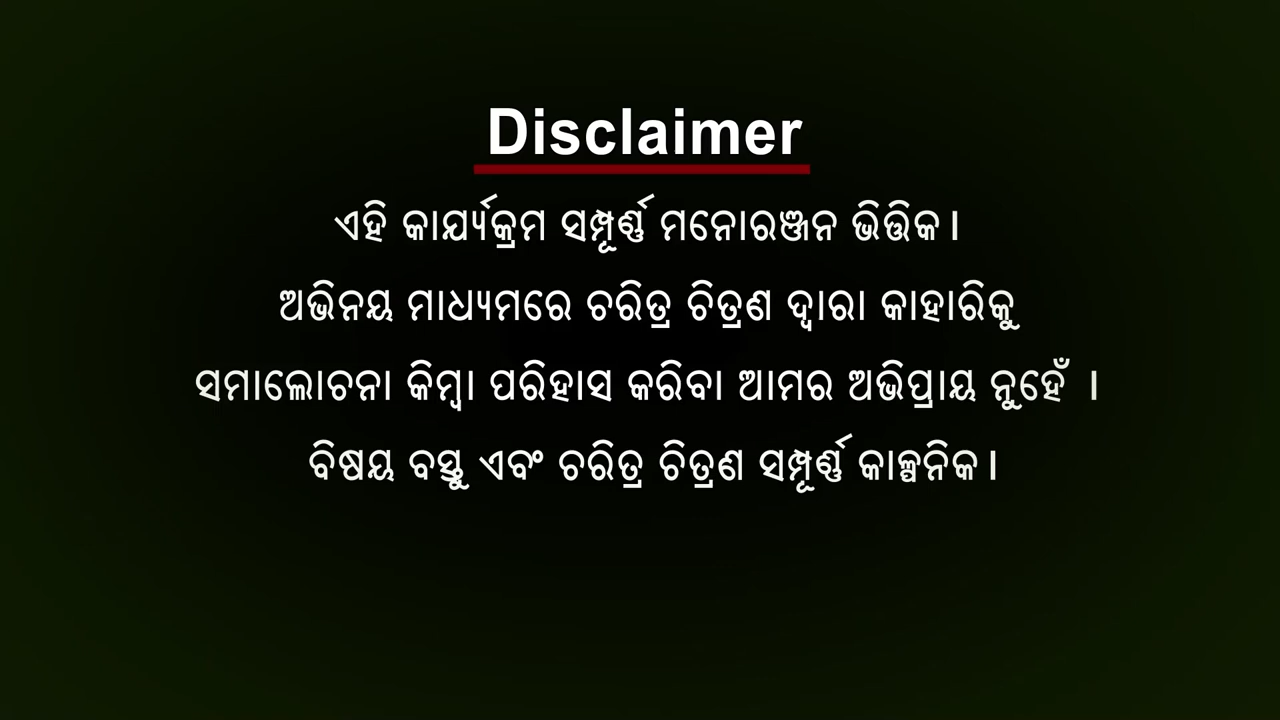 Disclaimer
ଏହି କାର୍ଯ୍ୟକ୍ରମ ସମ୍ପୂର୍ଣ୍ଣ ମନୋରଞ୍ଜନ ଭିତ୍ତିକ।
ଅଭିନୟ ମାଧ୍ୟମରେ ଚରିତ୍ର ଚିତ୍ରଣ ଦ୍ୱାରା କାହାରିକୁ
ସମାଲୋଚନା କିମ୍ବା ପରିହାସ କରିବା ଆମର ଅଭିପ୍ରାୟ ନୁହେଁ ।
ବିଷୟ ବସ୍ତୁ ଏବଂ ଚରିତ୍ର ଚିତ୍ରଣ ସମ୍ପୂର୍ଣ୍ଣ କାଳ୍ପନିକ।